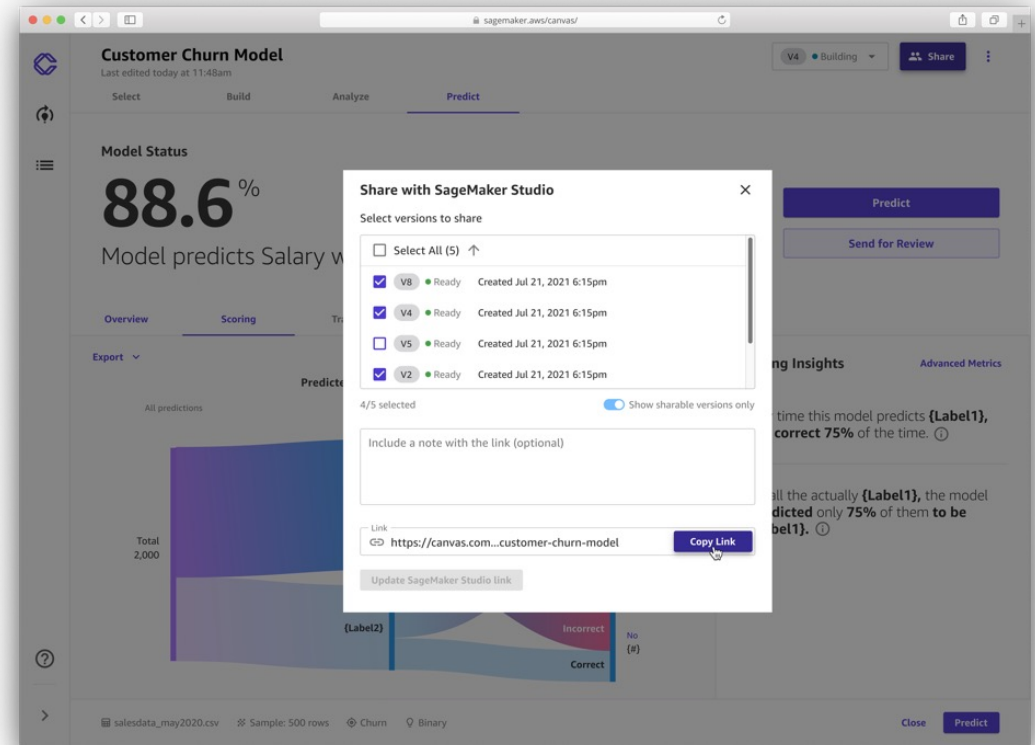 sagemaker.aws/canvas/
Customer Churn Model
Last edited today at 11:48am
V4 Building
Share
Select Build Analyze Predict
Model Status
88.6%
Model predicts Salary w
Predict
Send for Review
Overview Scoring
Export
Predicte
All predictions
Total
2,000
{Label2}
Incorrect
Correct
No
{#}
Share with SageMaker Studio
Select versions to share
Select All (5)
V8 Ready Created Jul 21, 2021 6:15pm
V4 Ready Created Jul 21, 2021 6:15pm
V5 Ready Created Jul 21, 2021 6:15pm
V2 Ready Created Jul 21, 2021 6:15pm
4/5 selected
Show sharable versions only
Include a note with the link (optional)
Link
https://canvas.com...customer-churn-model
Copy Link
Update SageMaker Studio link
ng Insights
Advanced Metrics
time this model predicts {Label1},
correct 75% of the time.
all the actually {Label1}, the model
dicted only 75% of them to be
bel1}.
salesdata_may2020.csv Sample: 500 rows Churn Binary
Close
Predict